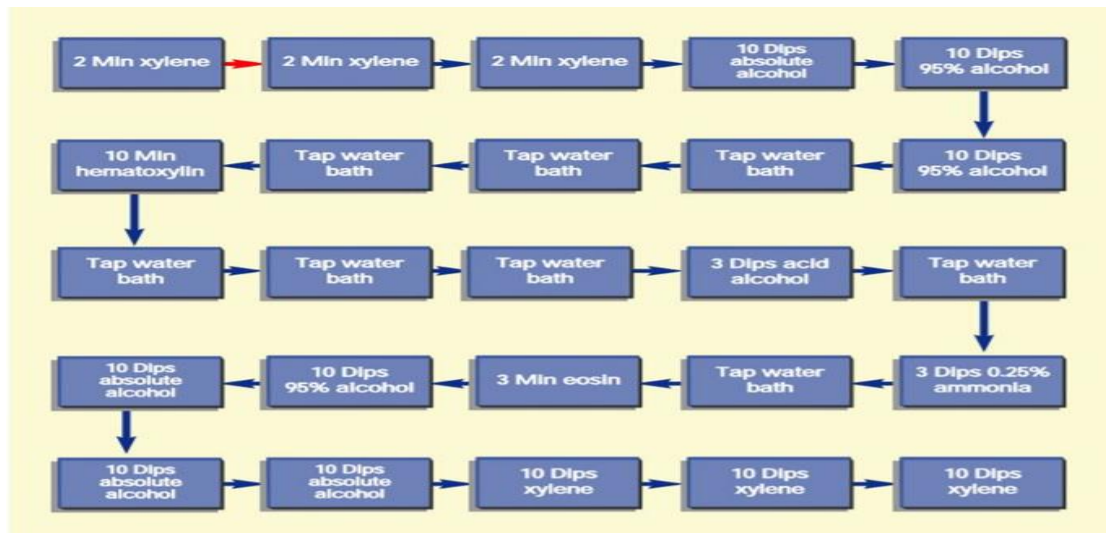 2 Min xylene
2 Min xylene
2 Min xylene
10 Dips
absolute
alcohol
10 Dips
95% alcohol
10 Dips
95% alcohol
Tap water
bath
Tap water
bath
Tap water
bath
10 Min
hematoxylin
Tap water
bath
Tap water
bath
Tap water
bath
3 Dips acid
alcohol
Tap water
bath
3 Dips 0.25%
ammonia
Tap water
bath
3 Min eosin
10 Dips
95% alcohol
10 Dips
absolute
alcohol
10 Dips
absolute
alcohol
10 Dips
absolute
alcohol
10 Dips
xylene
10 Dips
xylene
10 Dips
xylene